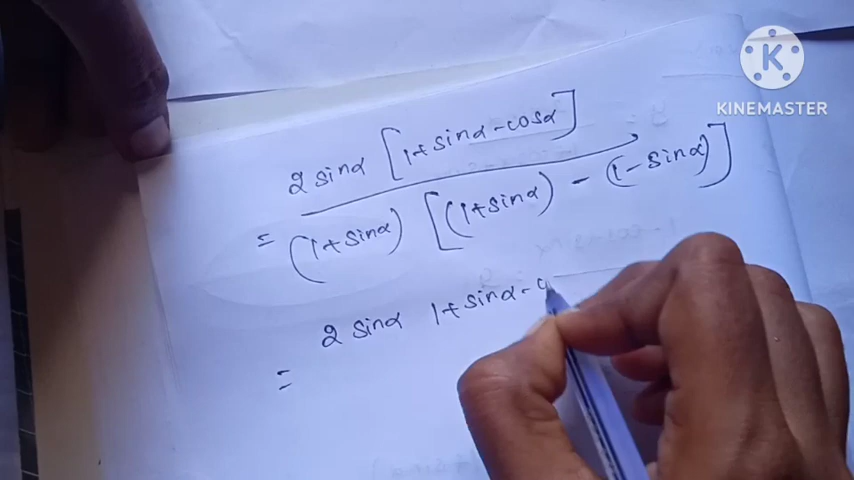 K
KINEMASTER
2 sinα [1+sinα-cosα]
= (1+sinα) [(1+sinα) - (1-sinα)]
2 sinα 1+sinα-c
=